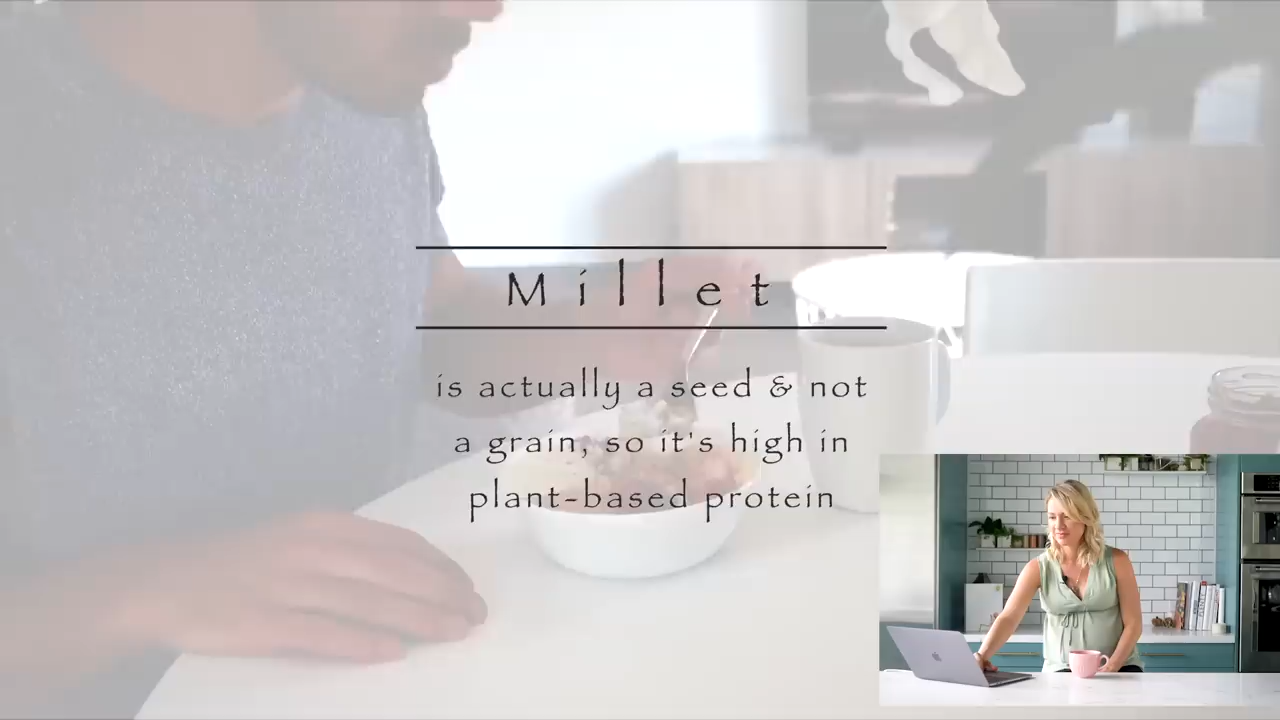 Millet
is actually a seed & not
a grain, so it's high in
plant-based protein